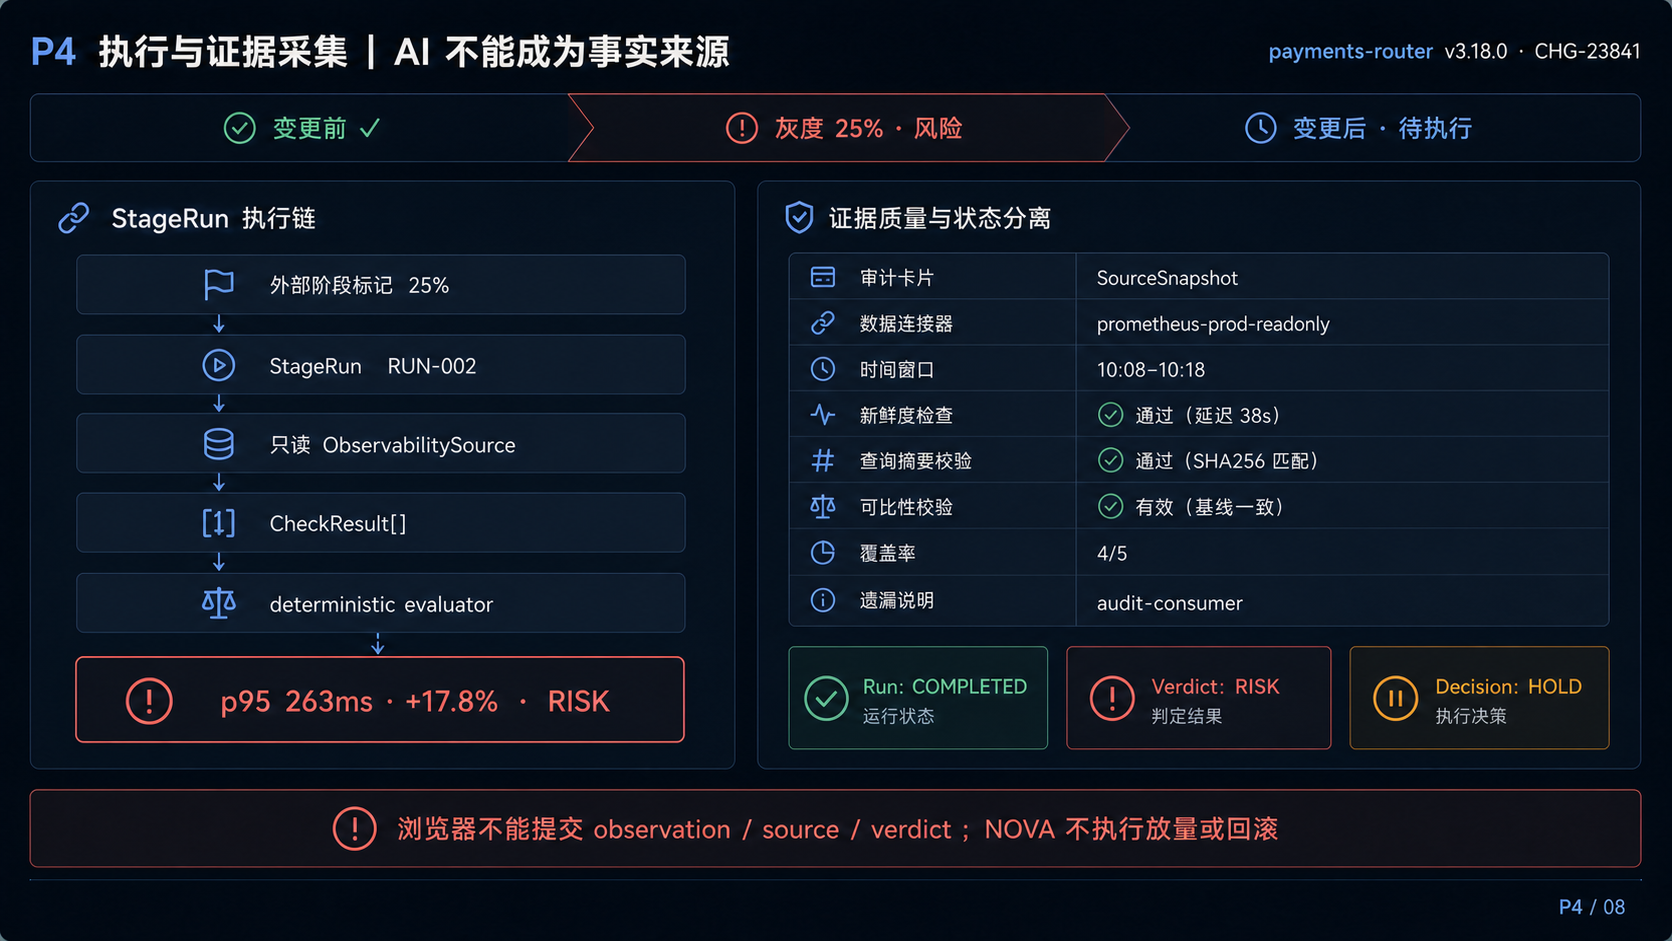 P4 执行与证据采集 | AI 不能成为事实来源
payments-router v3.18.0 · CHG-23841
变更前 ✓
灰度 25% · 风险
变更后 · 待执行
StageRun 执行链
外部阶段标记 25%
StageRun RUN-002
只读 ObservabilitySource
CheckResult[]
deterministic evaluator
p95 263ms · +17.8% · RISK
证据质量与状态分离
审计卡片 SourceSnapshot
数据连接器 prometheus-prod-readonly
时间窗口 10:08–10:18
新鲜度检查 通过（延迟 38s）
查询摘要校验 通过（SHA256 匹配）
可比性校验 有效（基线一致）
覆盖率 4/5
遗漏说明 audit-consumer
Run: COMPLETED
运行状态
Verdict: RISK
判定结果
Decision: HOLD
执行决策
浏览器不能提交 observation / source / verdict ；NOVA 不执行放量或回滚
P4 / 08